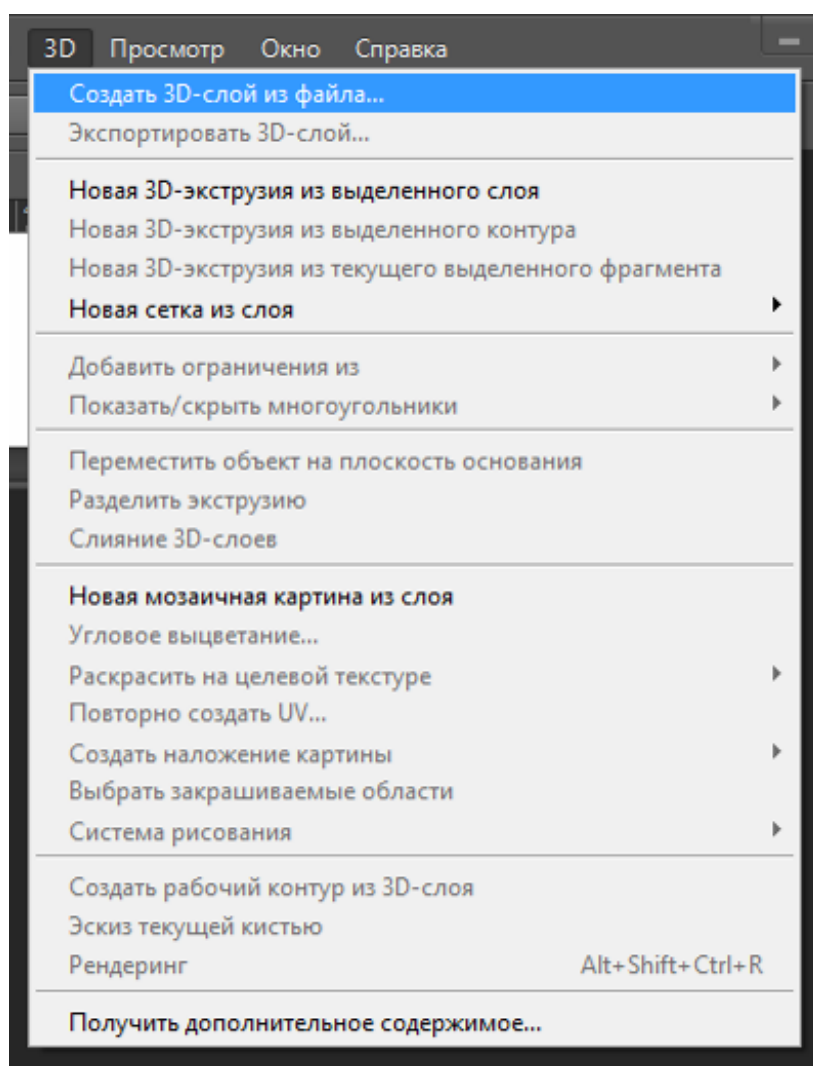 3D Просмотр Окно Справка
Создать 3D-слой из файла...
Экспортировать 3D-слой...
Новая 3D-экструзия из выделенного слоя
Новая 3D-экструзия из выделенного контура
Новая 3D-экструзия из текущего выделенного фрагмента
Новая сетка из слоя
Добавить ограничения из
Показать/скрыть многоугольники
Переместить объект на плоскость основания
Разделить экструзию
Слияние 3D-слоев
Новая мозаичная картина из слоя
Угловое выцветание...
Раскрасить на целевой текстуре
Повторно создать UV...
Создать наложение картины
Выбрать закрашиваемые области
Система рисования
Создать рабочий контур из 3D-слоя
Эскиз текущей кистью
Рендеринг Alt+Shift+Ctrl+R
Получить дополнительное содержимое...